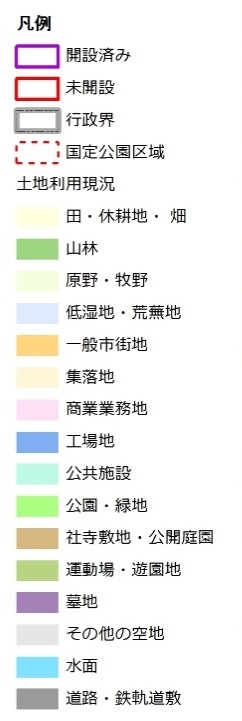 凡例
開設済み
未開設
行政界
国定公園区域
土地利用現況
田・休耕地・ 畑
山林
原野・牧野
低湿地・荒蕪地
一般市街地
集落地
商業業務地
工場地
公共施設
公園・緑地
社寺敷地・公開庭園
運動場・遊園地
墓地
その他の空地
水面
道路・鉄軌道敷